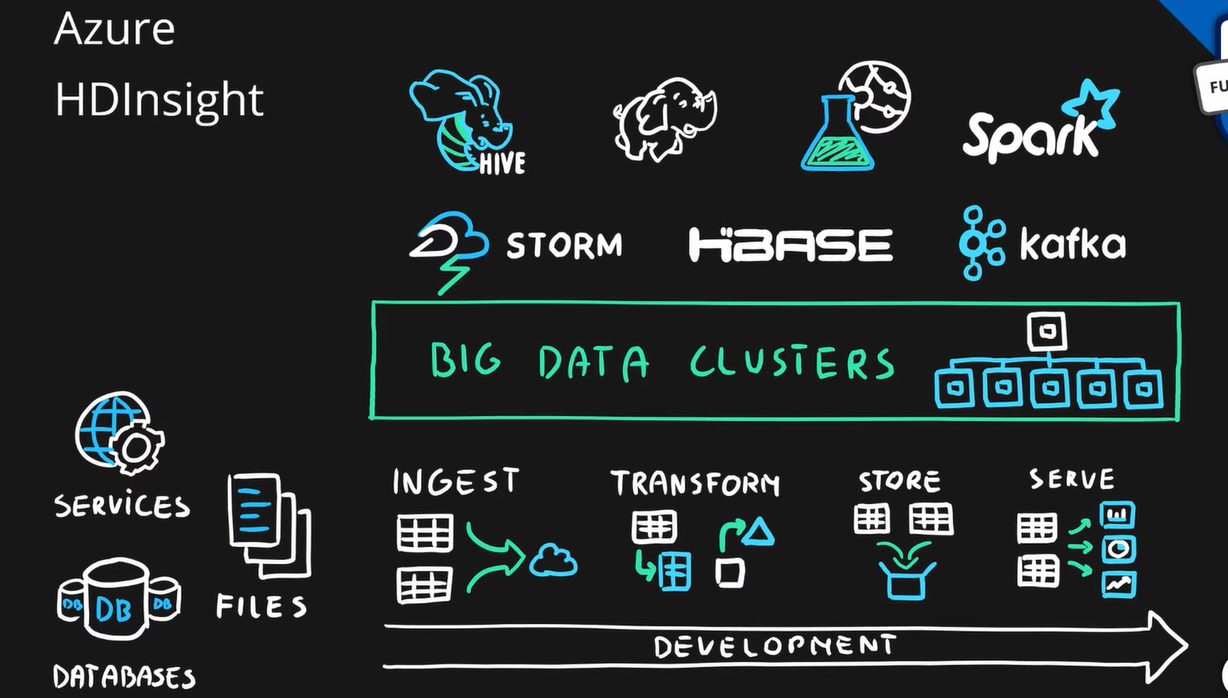 Azure
HDInsight
HIVE
Spark
STORM
HBASE
kafka
BIG DATA CLUSTERS
INGEST
TRANSFORM
STORE
SERVE
SERVICES
FILES
DB
DB
DB
DATABASES
DEVELOPMENT
FU